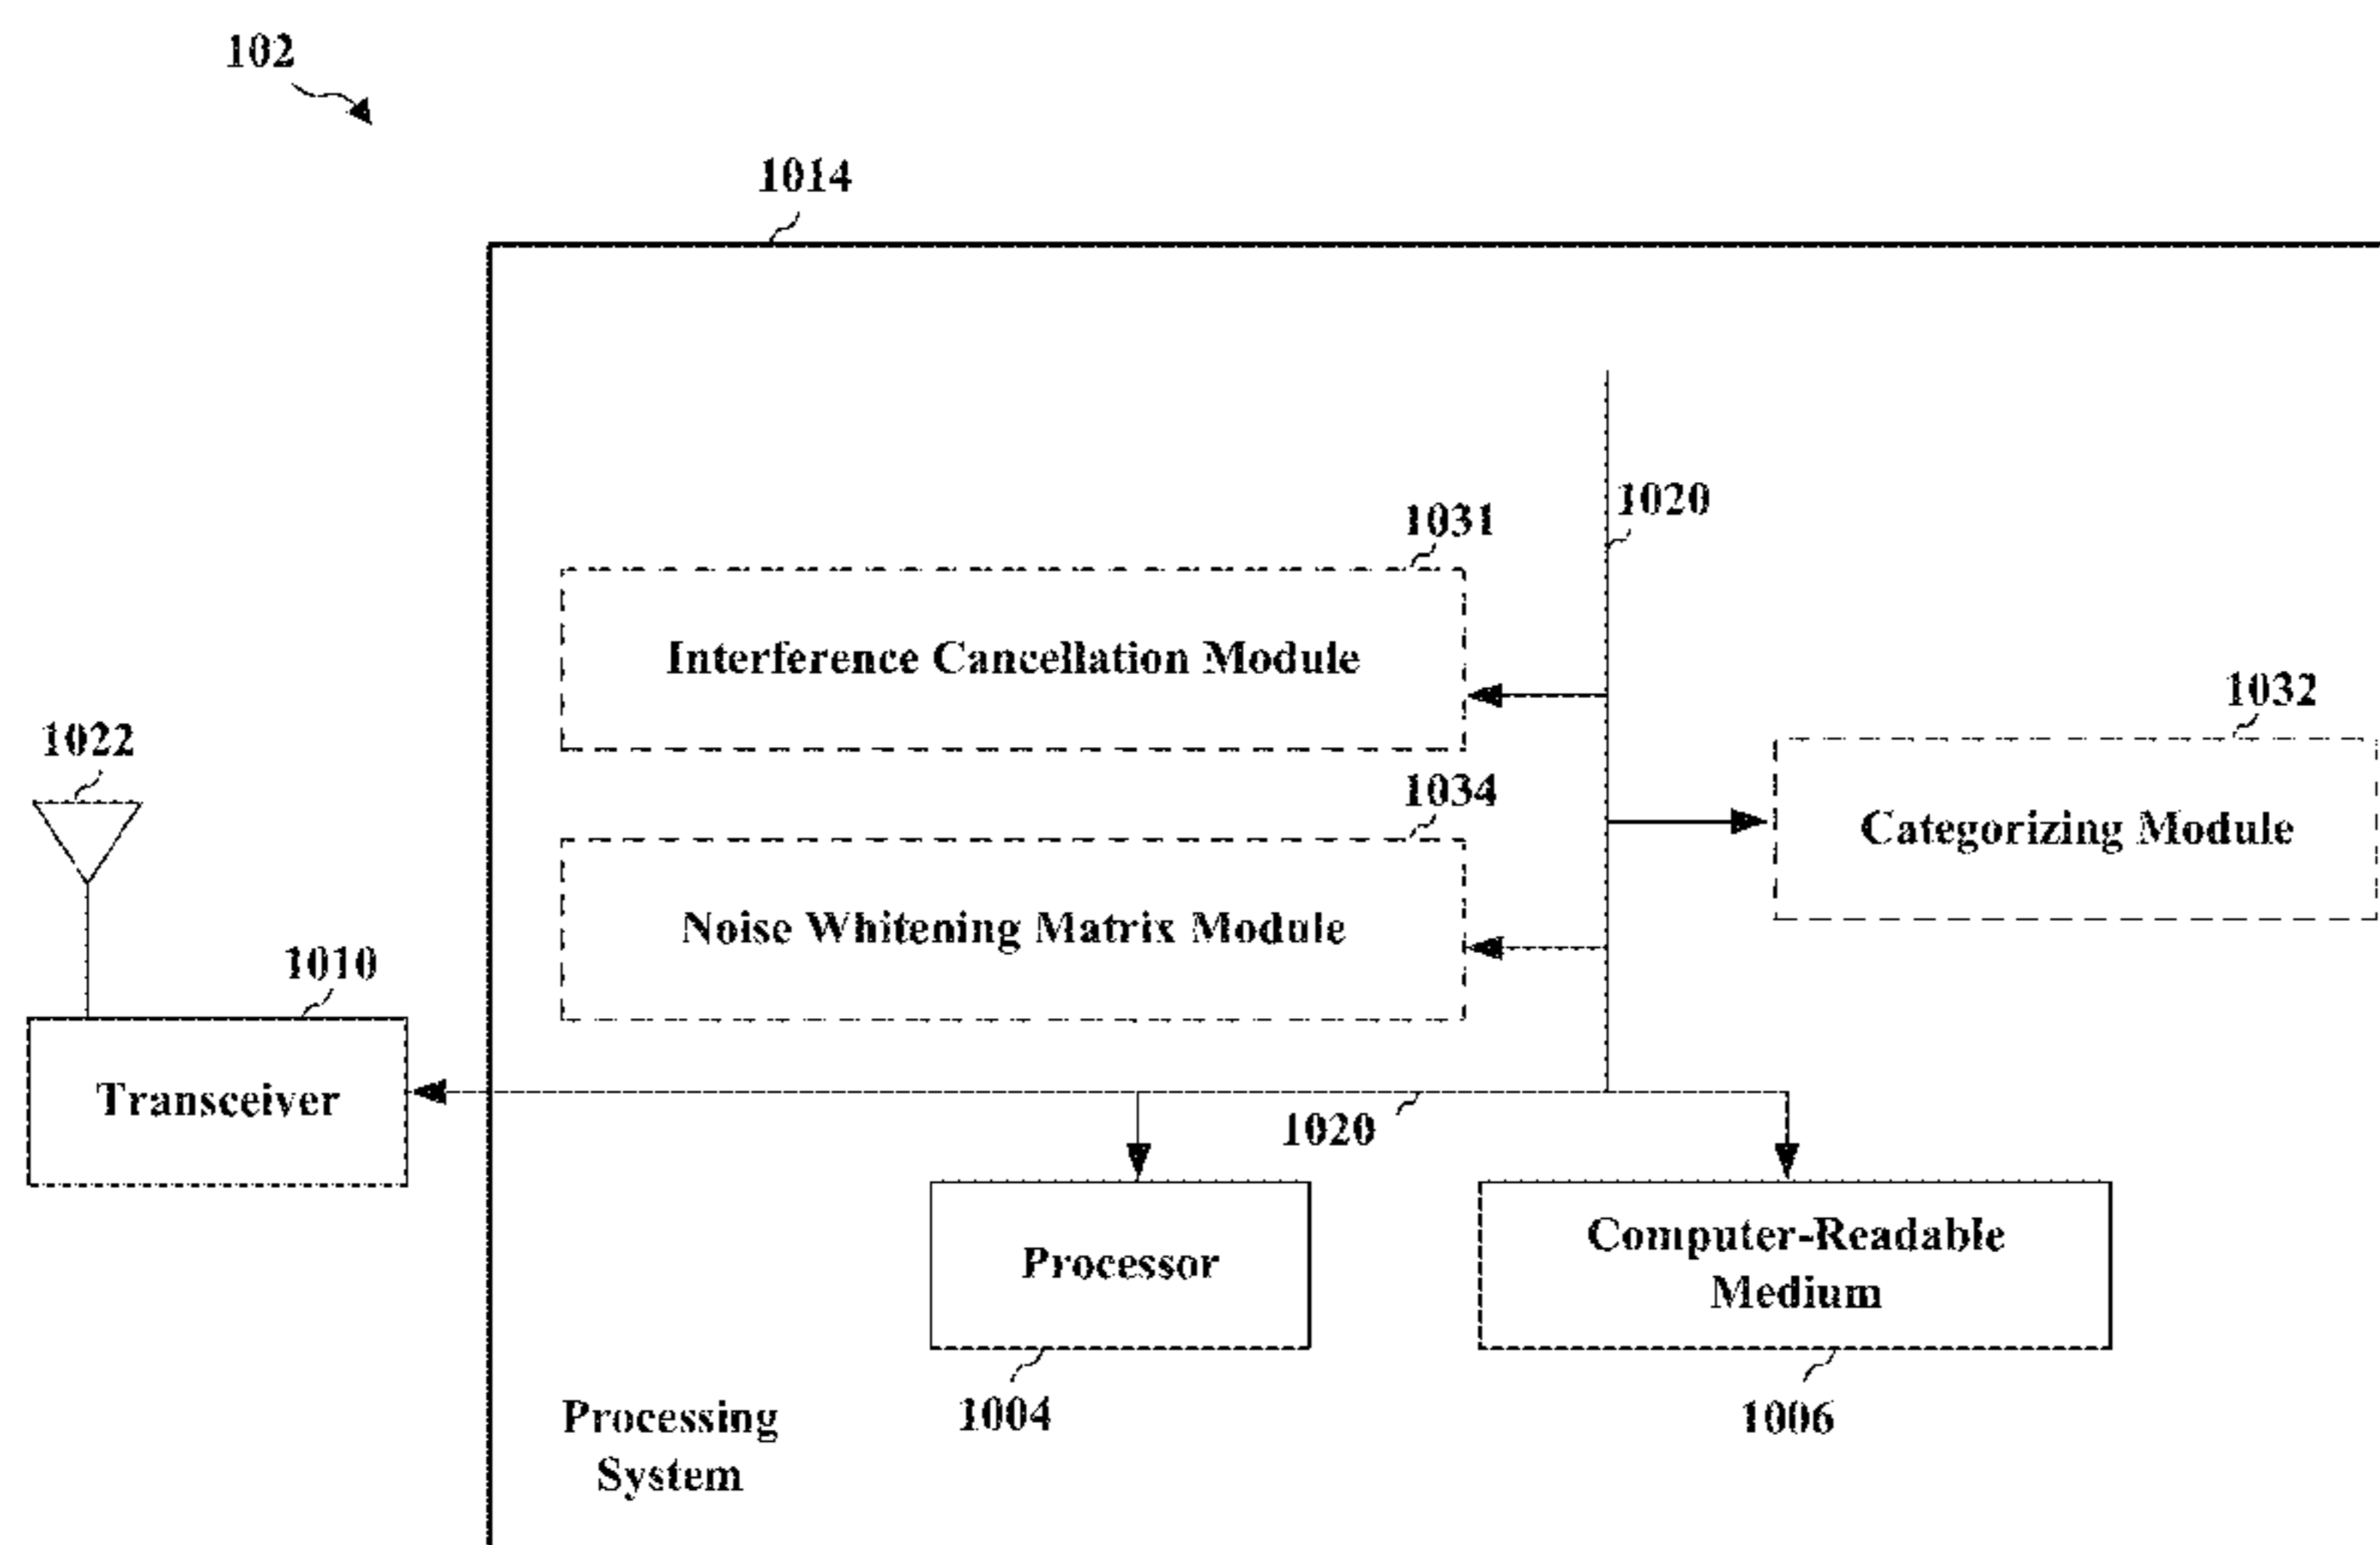 102
1014
1020
1031
Interference Cancellation Module
1032
1022
1034
Categorizing Module
Noise Whitening Matrix Module
1010
Transceiver
1020
Processor
Computer-Readable
Medium
1004
1006
Processing
System